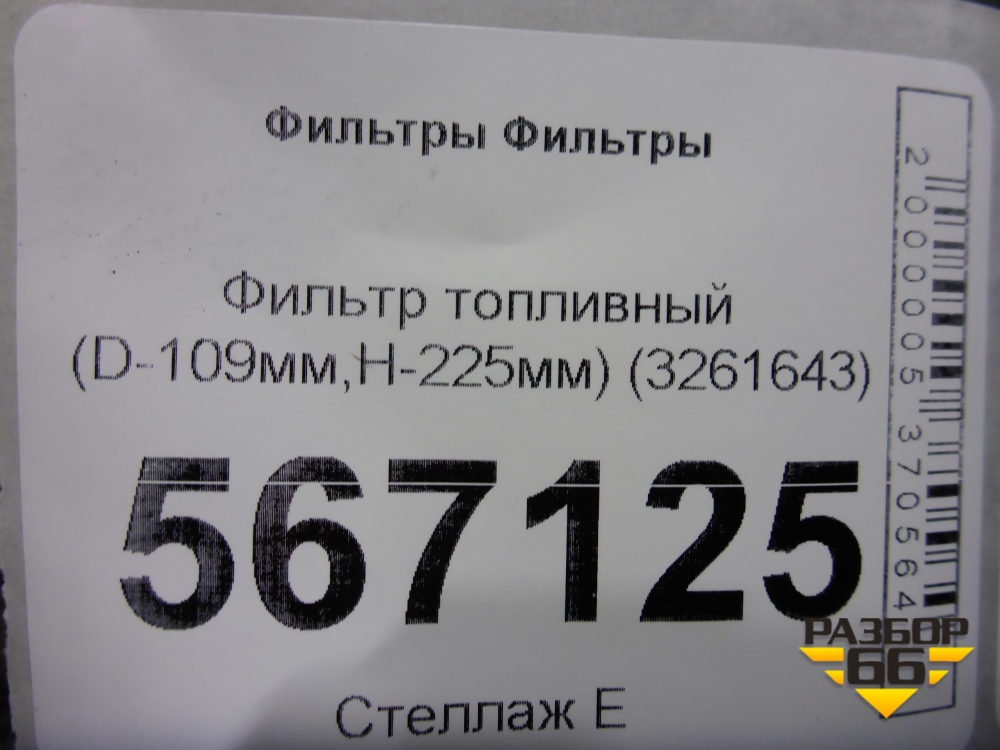 Фильтры Фильтры
Фильтр топливный
(D-109мм,Н-225мм) (3261643)
567125
Стеллаж Е
2000005370564
РАЗБОР
66